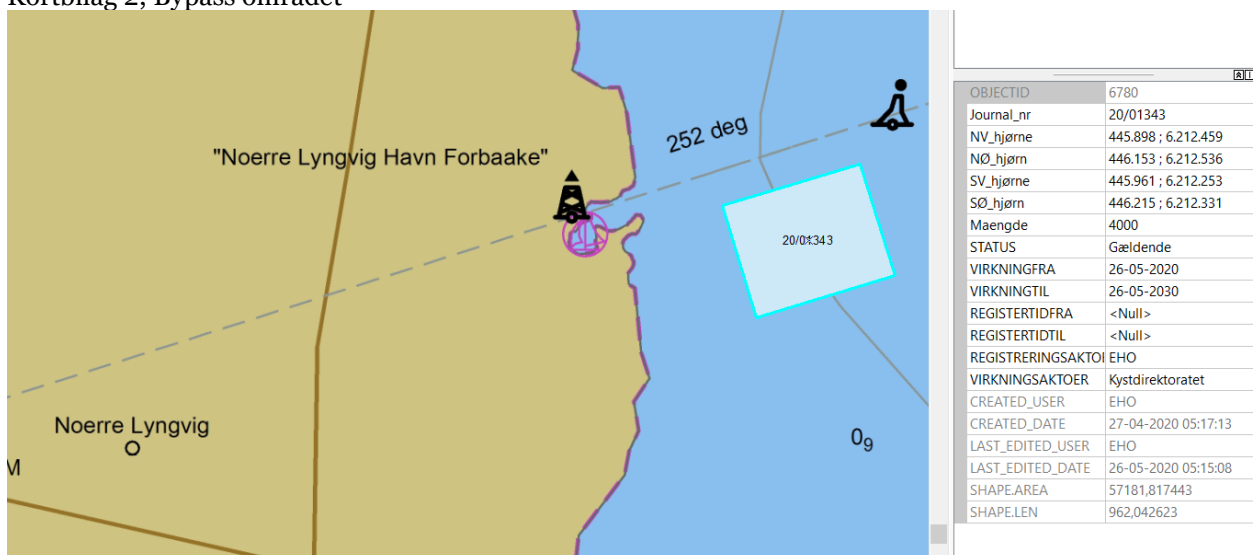 Kortbilag 2, Bypass området
"Noerre Lyngvig Havn Forbaake"
252 deg
20/01343
Noerre Lyngvig
M
0₉
OBJECTID 6780
Journal_nr 20/01343
NV_hjørne 445.898 ; 6.212.459
NØ_hjørn 446.153 ; 6.212.536
SV_hjørne 445.961 ; 6.212.253
SØ_hjørn 446.215 ; 6.212.331
Maengde 4000
STATUS Gældende
VIRKNINGFRA 26-05-2020
VIRKNINGTIL 26-05-2030
REGISTERTIDFRA <Null>
REGISTERTIDTIL <Null>
REGISTRERINGSAKTOI EHO
VIRKNINGSAKTOER Kystdirektoratet
CREATED_USER EHO
CREATED_DATE 27-04-2020 05:17:13
LAST_EDITED_USER EHO
LAST_EDITED_DATE 26-05-2020 05:15:08
SHAPE.AREA 57181,817443
SHAPE.LEN 962,042623